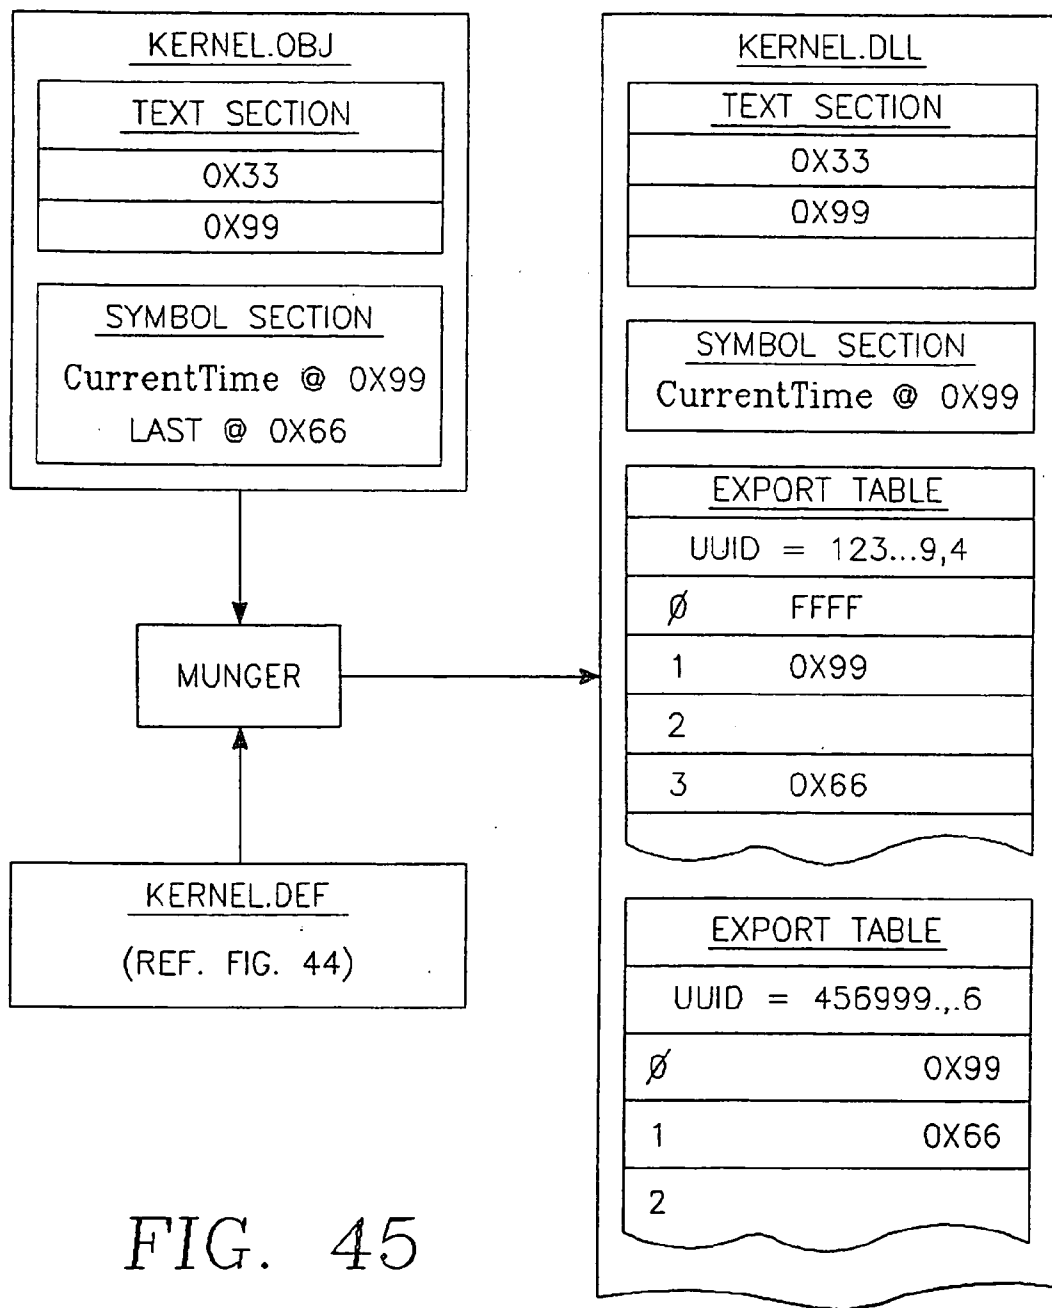 KERNEL.OBJ
TEXT SECTION
0X33
0X99
SYMBOL SECTION
CurrentTime @ 0X99
LAST @ 0X66
MUNGER
KERNEL.DEF
(REF. FIG. 44)
KERNEL.DLL
TEXT SECTION
0X33
0X99
SYMBOL SECTION
CurrentTime @ 0X99
EXPORT TABLE
UUID = 123...9,4
Ø FFFF
1 0X99
2
3 0X66
EXPORT TABLE
UUID = 456999.,.6
Ø 0X99
1 0X66
2
FIG. 45